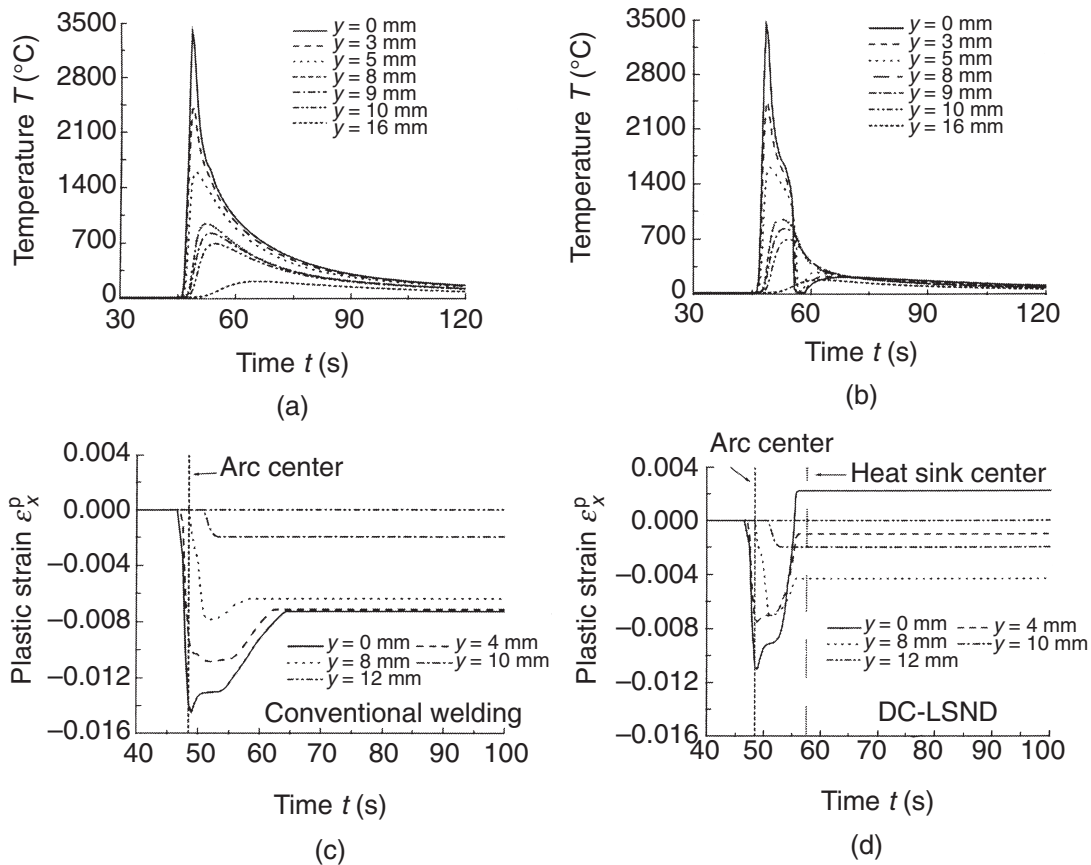 3500
2800
2100
1400
700
0
Temperature T (°C)
y = 0 mm
y = 3 mm
y = 5 mm
y = 8 mm
y = 9 mm
y = 10 mm
y = 16 mm
30 60 90 120
Time t (s)
(a)
3500
2800
2100
1400
700
0
Temperature T (°C)
y = 0 mm
y = 3 mm
y = 5 mm
y = 8 mm
y = 9 mm
y = 10 mm
y = 16 mm
30 60 90 120
Time t (s)
(b)
0.004
0.000
−0.004
−0.008
−0.012
−0.016
Plastic strain εₓᵖ
Arc center
y = 0 mm y = 4 mm
y = 8 mm y = 10 mm
y = 12 mm
Conventional welding
40 50 60 70 80 90 100
Time t (s)
(c)
Arc center
Heat sink center
0.004
0.000
−0.004
−0.008
−0.012
−0.016
Plastic strain εₓᵖ
y = 0 mm y = 4 mm
y = 8 mm y = 10 mm
y = 12 mm
DC-LSND
40 50 60 70 80 90 100
Time t (s)
(d)